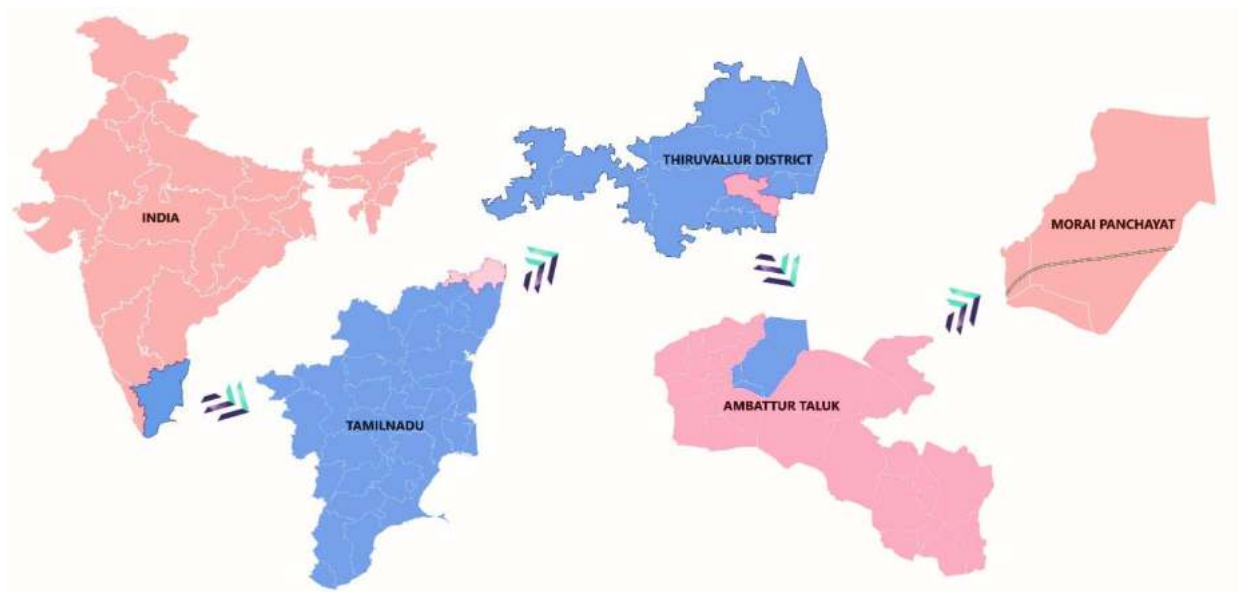 INDIA
TAMILNADU
THIRUVALLUR DISTRICT
AMBATTUR TALUK
MORAI PANCHAYAT